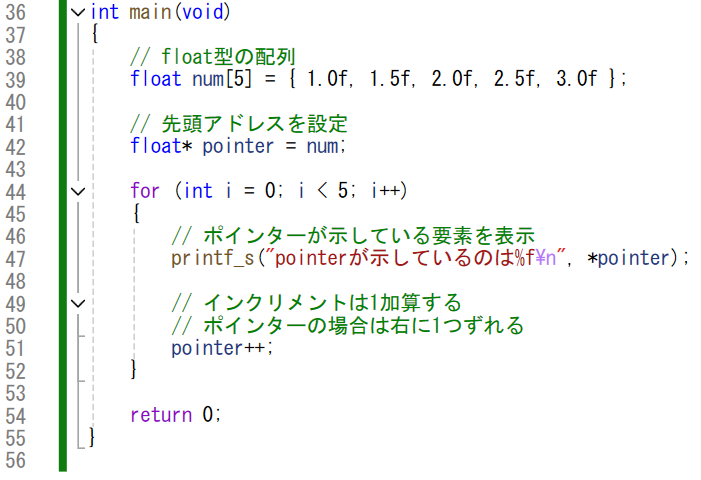 36 int main(void)
37 {
38 // float型の配列
39 float num[5] = { 1.0f, 1.5f, 2.0f, 2.5f, 3.0f };
40
41 // 先頭アドレスを設定
42 float* pointer = num;
43
44 for (int i = 0; i < 5; i++)
45 {
46 // ポインターが示している要素を表示
47 printf_s("pointerが示しているのは%f¥n", *pointer);
48
49 // インクリメントは1加算する
50 // ポインターの場合は右に1つずれる
51 pointer++;
52 }
53
54 return 0;
55 }
56